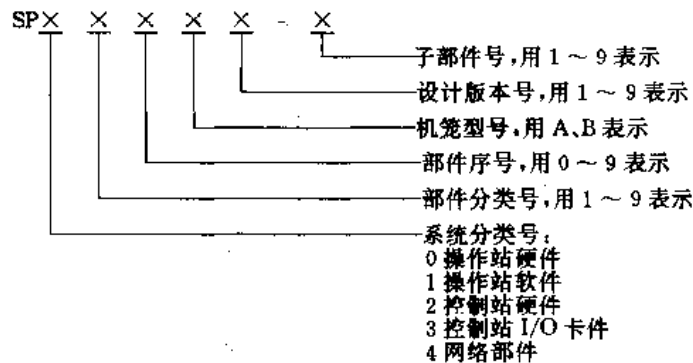 SP× × × × × - ×
子部件号,用 1～9 表示
设计版本号,用 1～9 表示
机笼型号,用 A、B 表示
部件序号,用 0～9 表示
部件分类号,用 1～9 表示
系统分类号:
0 操作站硬件
1 操作站软件
2 控制站硬件
3 控制站 I/O 卡件
4 网络部件